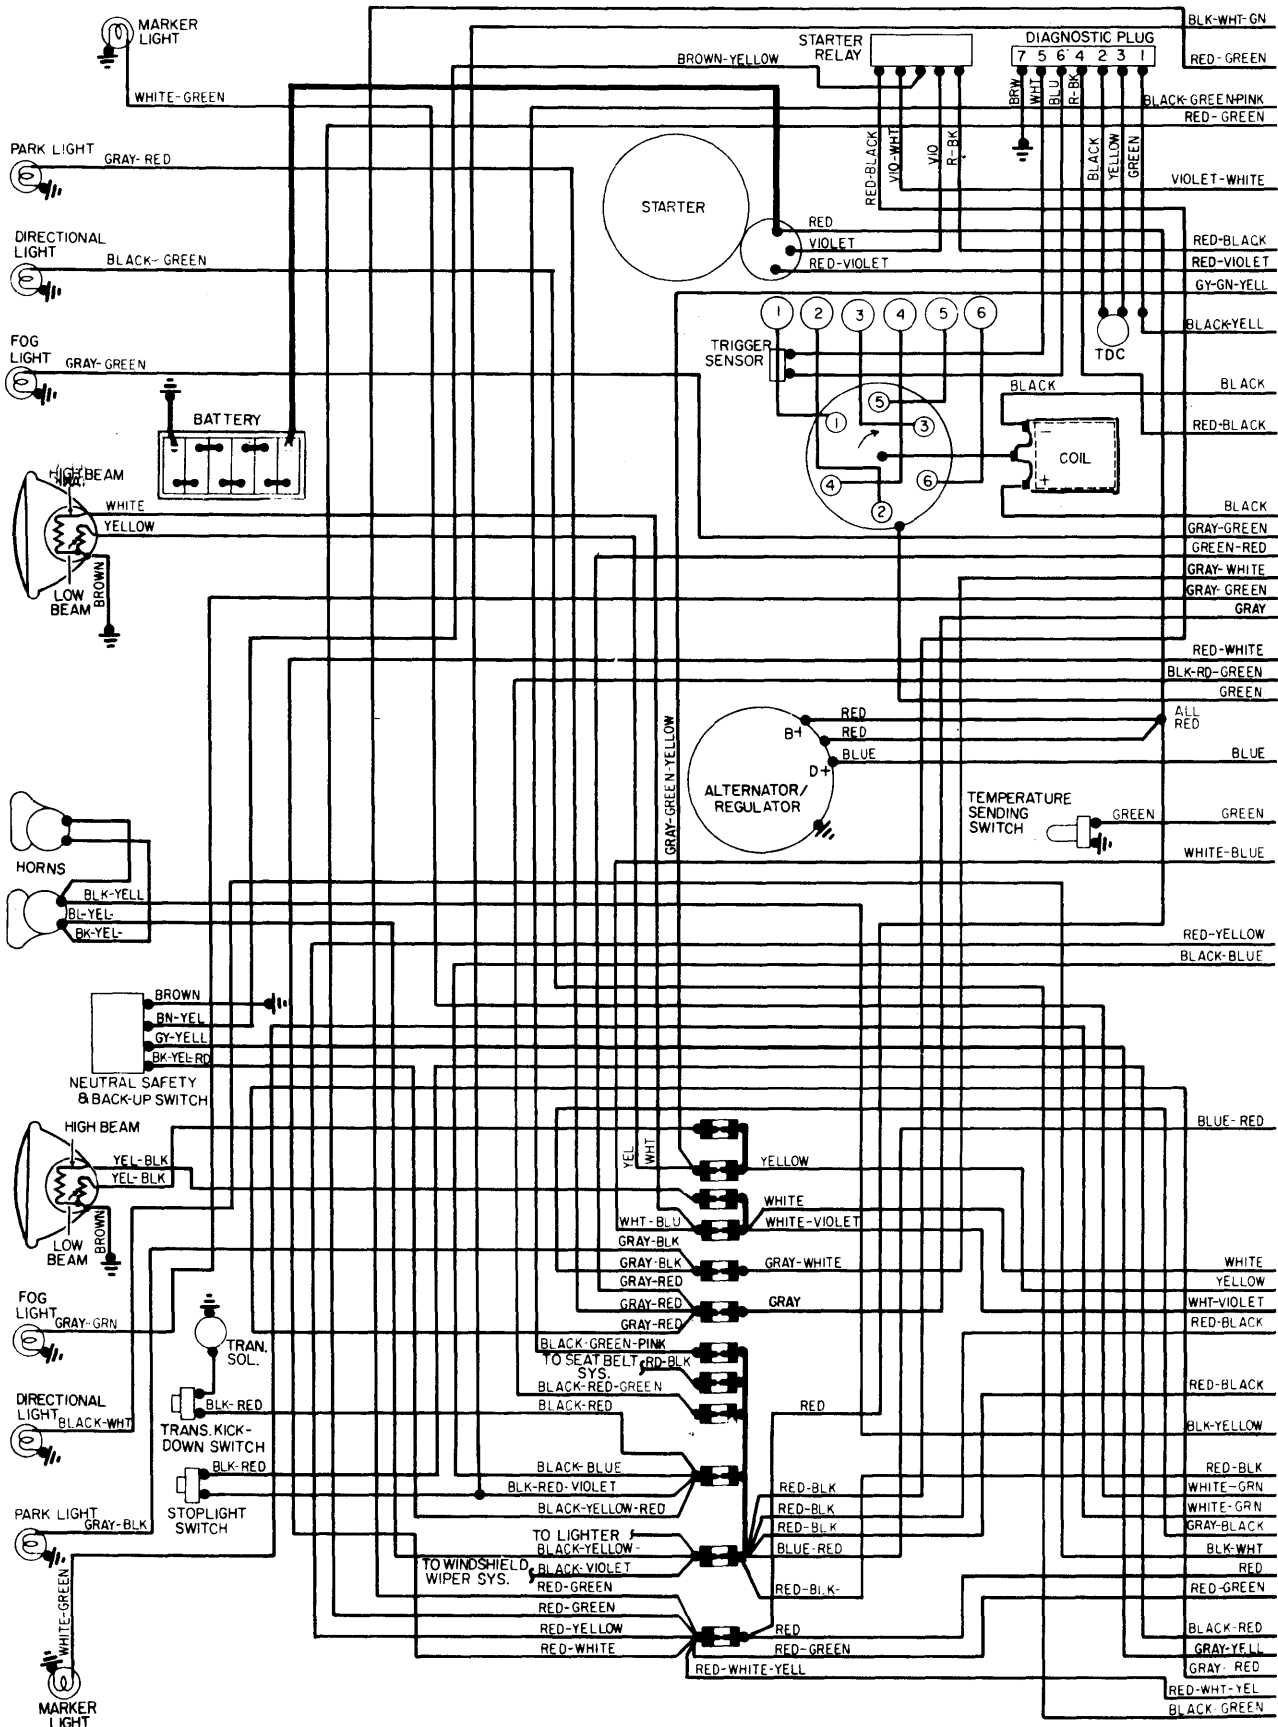 BLK-WHT-GN
MARKER
LIGHT
STARTER
RELAY
DIAGNOSTIC PLUG
7 5 6 4 2 3 1
BROWN-YELLOW
RED-GREEN
WHITE-GREEN
BRW
WHT
BLU
R-BK
BLACK-GREEN-PINK
RED-GREEN
PARK LIGHT
GRAY-RED
RED-BLACK
VIO-WHT
VIO
R-BK
BLACK
YELLOW
GREEN
VIOLET-WHITE
STARTER
RED
VIOLET
RED-VIOLET
DIRECTIONAL
LIGHT
BLACK-GREEN
RED-BLACK
RED-VIOLET
GY-GN-YELL
1 2 3 4 5 6
BLACK-YELL
TRIGGER
SENSOR
TDC
FOG
LIGHT
GRAY-GREEN
BLACK
BLACK
BATTERY
5
1
3
4
6
2
RED-BLACK
-
COIL
+
HIGH BEAM
WHITE
YELLOW
BROWN
LOW
BEAM
BLACK
GRAY-GREEN
GREEN-RED
GRAY-WHITE
GRAY-GREEN
GRAY
RED-WHITE
BLK-RD-GREEN
GREEN
ALL
RED
RED
B+
RED
BLUE
D+
BLUE
GRAY-GREEN-YELLOW
ALTERNATOR/
REGULATOR
TEMPERATURE
SENDING
SWITCH
GREEN
GREEN
WHITE-BLUE
HORNS
BLK-YELL
BL-YEL-
BK-YEL-
RED-YELLOW
BLACK-BLUE
BROWN
BN-YEL
GY-YELL
BK-YEL-RD
NEUTRAL SAFETY
& BACK-UP SWITCH
HIGH BEAM
YEL-BLK
YEL-BLK
BROWN
LOW
BEAM
YEL
WHT
BLUE-RED
YELLOW
WHITE
WHT-BLU
WHITE-VIOLET
GRAY-BLK
GRAY-BLK
GRAY-WHITE
WHITE
GRAY-RED
YELLOW
GRAY-RED
GRAY
WHT-VIOLET
GRAY-RED
RED-BLACK
FOG
LIGHT
GRAY-GRN
TRAN.
SOL.
BLACK-GREEN-PINK
TO SEAT BELT
SYS.
RD-BLK
BLACK-RED-GREEN
RED-BLACK
DIRECTIONAL
LIGHT
BLACK-WHT
BLK-RED
TRANS. KICK-
DOWN SWITCH
BLACK-RED
RED
BLK-YELLOW
BLK-RED
BLACK-BLUE
RED-BLK
BLK-RED-VIOLET
RED-BLK
WHITE-GRN
STOPLIGHT
SWITCH
BLACK-YELLOW-RED
RED-BLK
WHITE-GRN
PARK LIGHT
GRAY-BLK
TO LIGHTER
RED-BLK
GRAY-BLACK
BLACK-YELLOW-
BLUE-RED
BLK-WHT
TO WINDSHIELD
WIPER SYS.
BLACK-VIOLET
RED
RED-GREEN
RED-BLK-
RED-GREEN
WHITE-GREEN
RED-GREEN
RED-YELLOW
RED
BLACK-RED
RED-WHITE
RED-GREEN
GRAY-YELL
RED-WHITE-YELL
GRAY-RED
RED-WHT-YEL
BLACK-GREEN
MARKER
LIGHT